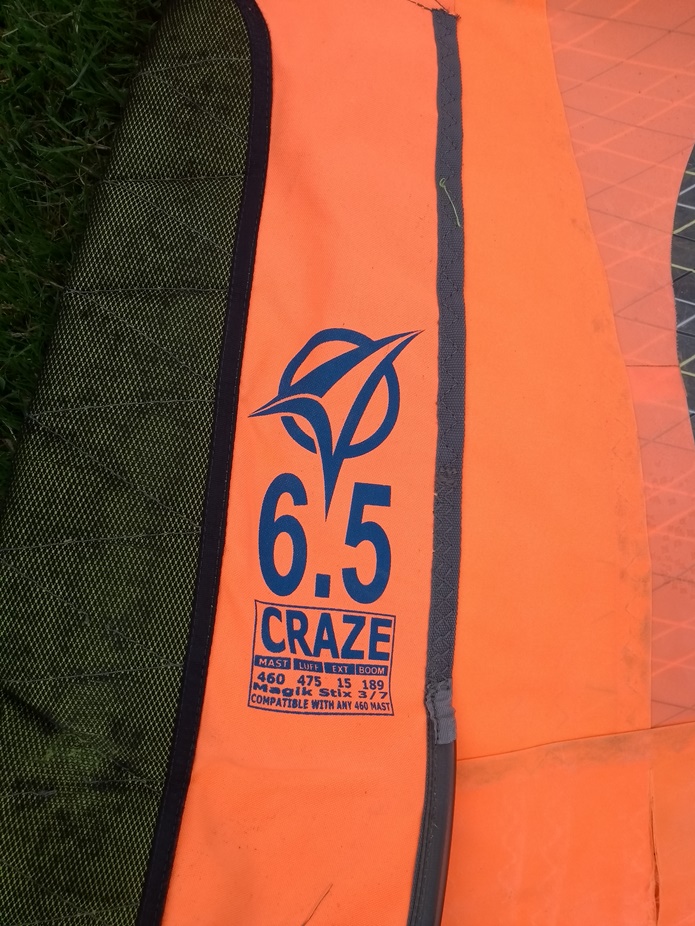 6.5
CRAZE
MAST LUFF EXT BOOM
460 475 15 189
Magik Stix 3/7
COMPATIBLE WITH ANY 460 MAST